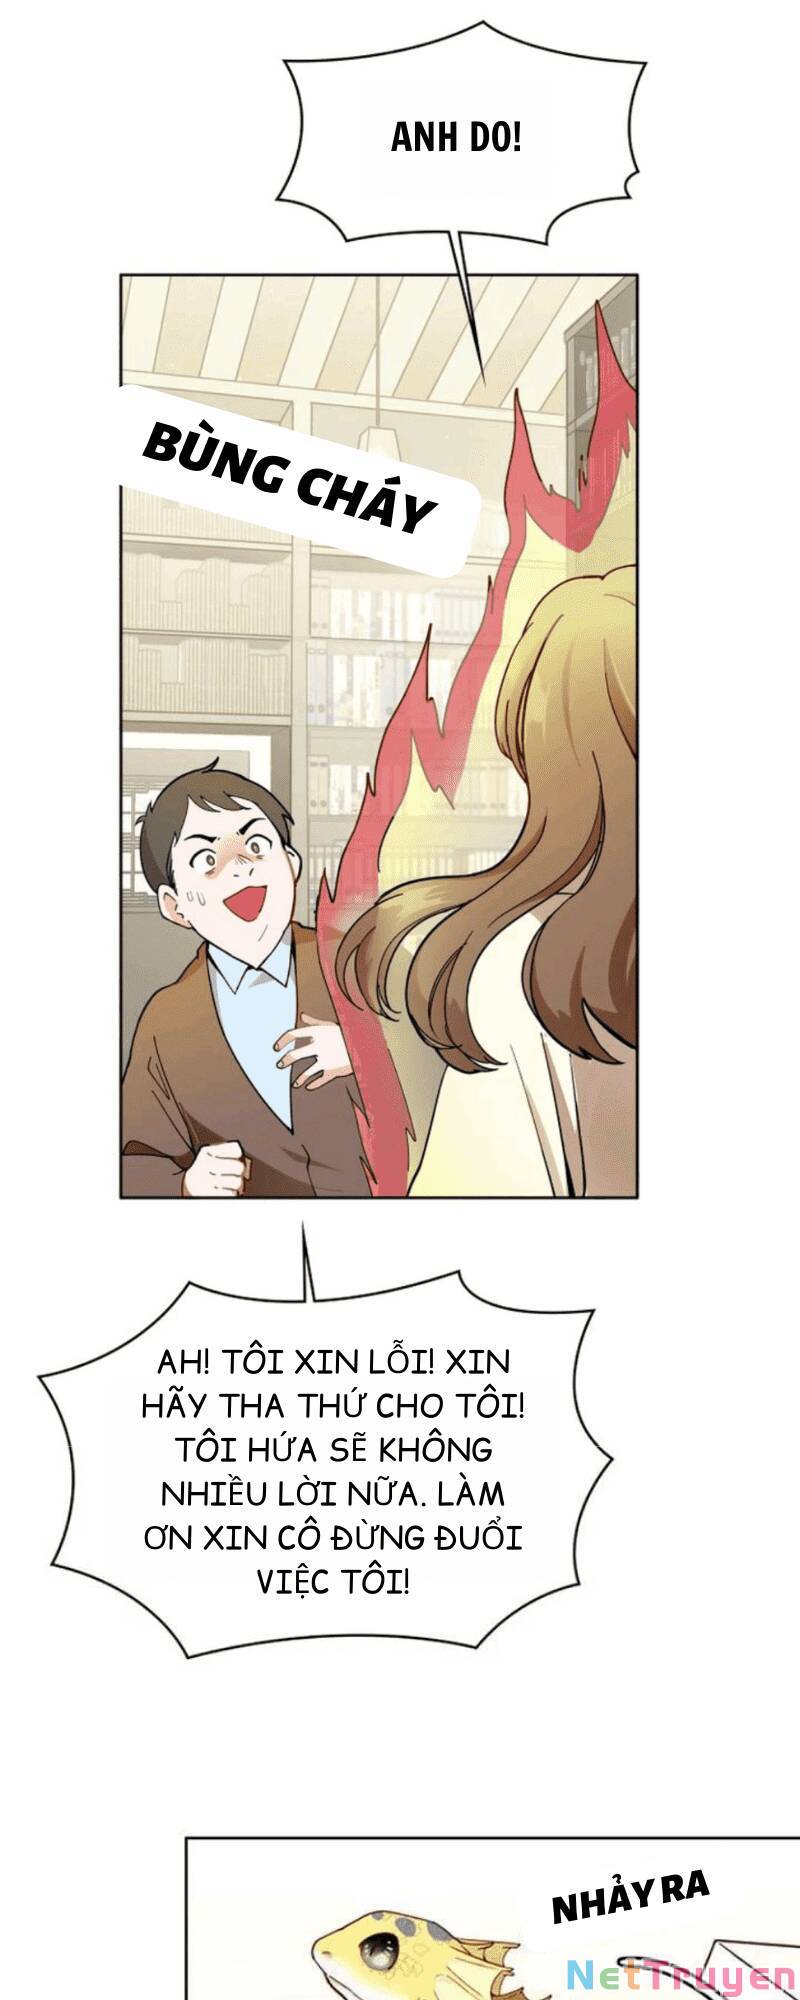 ANH DO!
BÙNG CHÁY
AH! TÔI XIN LỖI! XIN
HÃY THA THỨ CHO TÔI!
TÔI HỨA SẼ KHÔNG
NHIỀU LỜI NỮA. LÀM
ƠN XIN CÔ ĐỪNG ĐUỔI
VIỆC TÔI!
NHẢY RA
NETTRUYEN